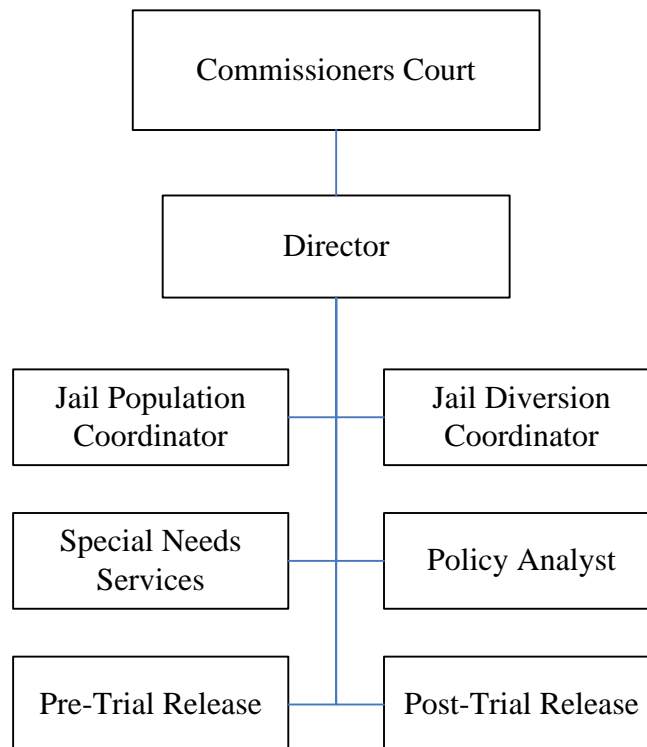 Commissioners Court
Director
Jail Population
Coordinator
Jail Diversion
Coordinator
Special Needs
Services
Policy Analyst
Pre-Trial Release
Post-Trial Release